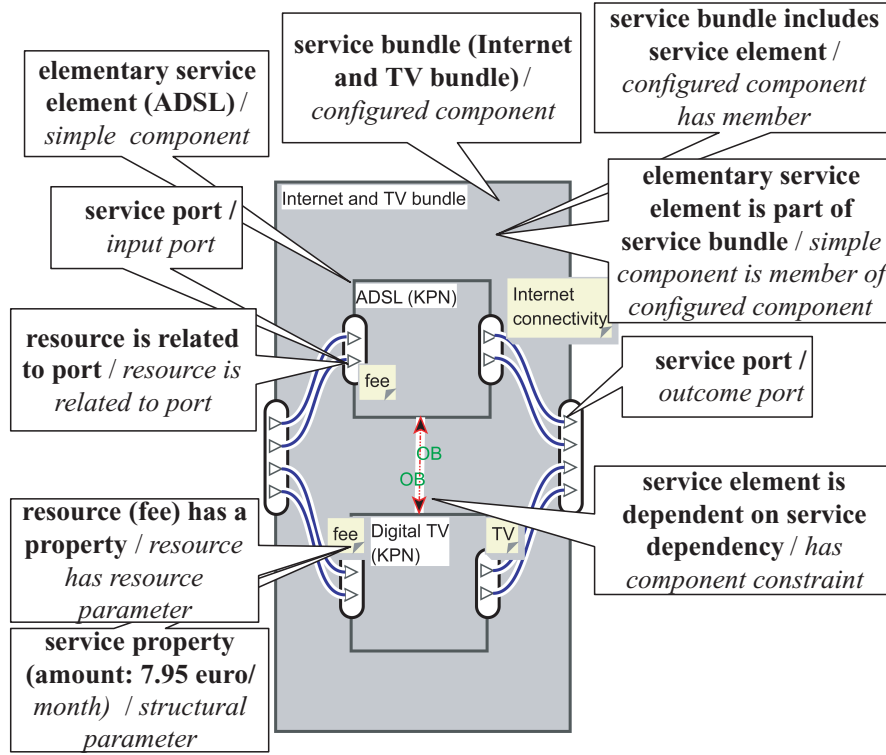 service bundle includes
service element /
configured component
has member
service bundle (Internet
and TV bundle) /
configured component
elementary service
element (ADSL) /
simple component
elementary service
element is part of
service bundle / simple
component is member of
configured component
Internet and TV bundle
service port /
input port
ADSL (KPN)
Internet
connectivity
resource is related
to port / resource is
related to port
fee
service port /
outcome port
OB
OB
service element is
dependent on service
dependency / has
component constraint
resource (fee) has a
property / resource
has resource
parameter
fee
Digital TV
(KPN)
TV
service property
(amount: 7.95 euro/
month) / structural
parameter